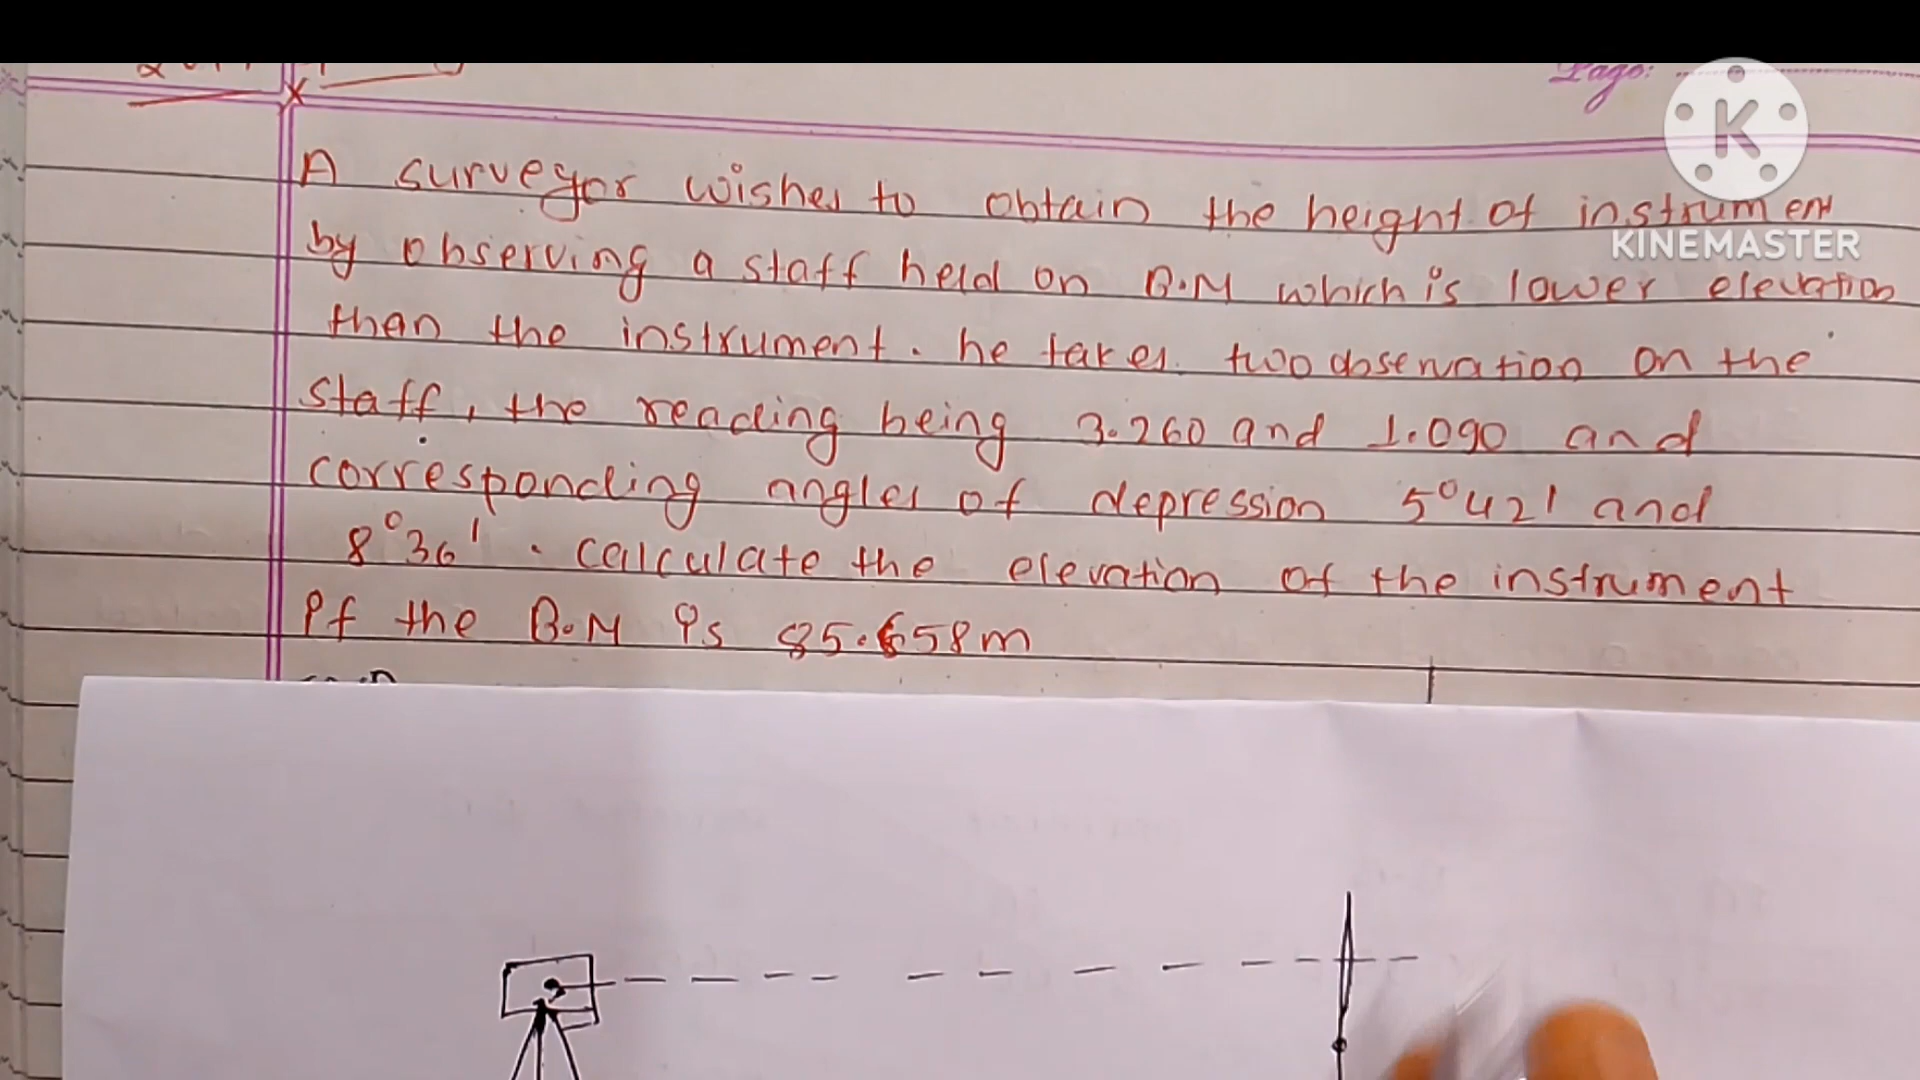 Page:
A surveyor wishes to obtain the height of instrument
KINEMASTER
by observing a staff held on B.M which is lower elevation
than the instrument. he takes two observation on the
staff, the reading being 3.260 and 1.090 and
corresponding angles of depression 5°42' and
8°36'. calculate the elevation of the instrument
if the B.M is 85.658m